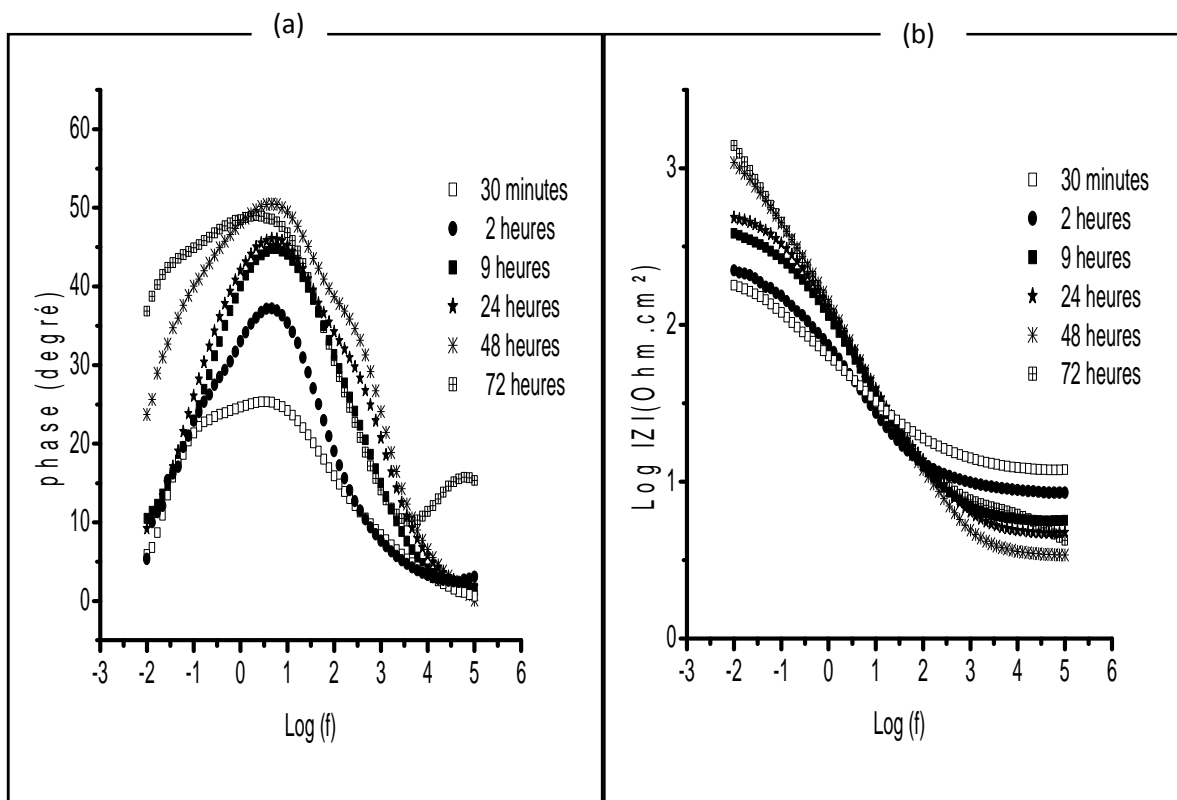 (a)
phase (degré)
60
50
40
30
20
10
0
-3 -2 -1 0 1 2 3 4 5 6
Log (f)
30 minutes
2 heures
9 heures
24 heures
48 heures
72 heures
(b)
Log IZI(Ohm.cm²)
3
2
1
0
-3 -2 -1 0 1 2 3 4 5 6
Log (f)
30 minutes
2 heures
9 heures
24 heures
48 heures
72 heures